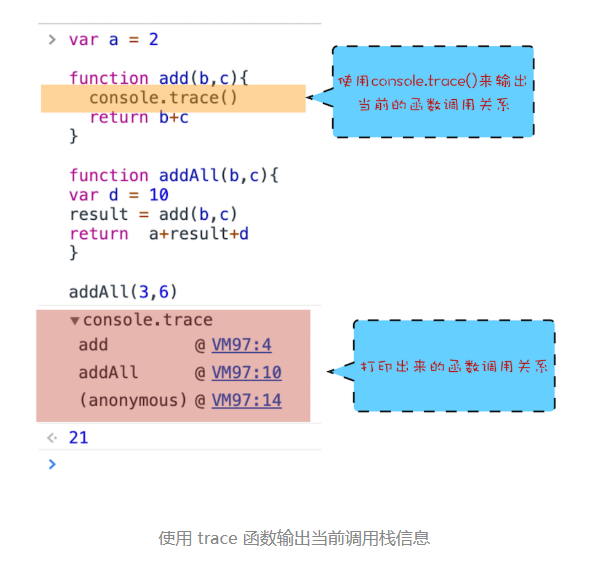 > var a = 2
function add(b,c){
console.trace()
return b+c
}
使用console.trace()来输出
当前的函数调用关系
function addAll(b,c){
var d = 10
result = add(b,c)
return  a+result+d
}
addAll(3,6)
▼console.trace
add @ VM97:4
addAll @ VM97:10
(anonymous) @ VM97:14
打印出来的函数调用关系
21
>
使用 trace 函数输出当前调用栈信息